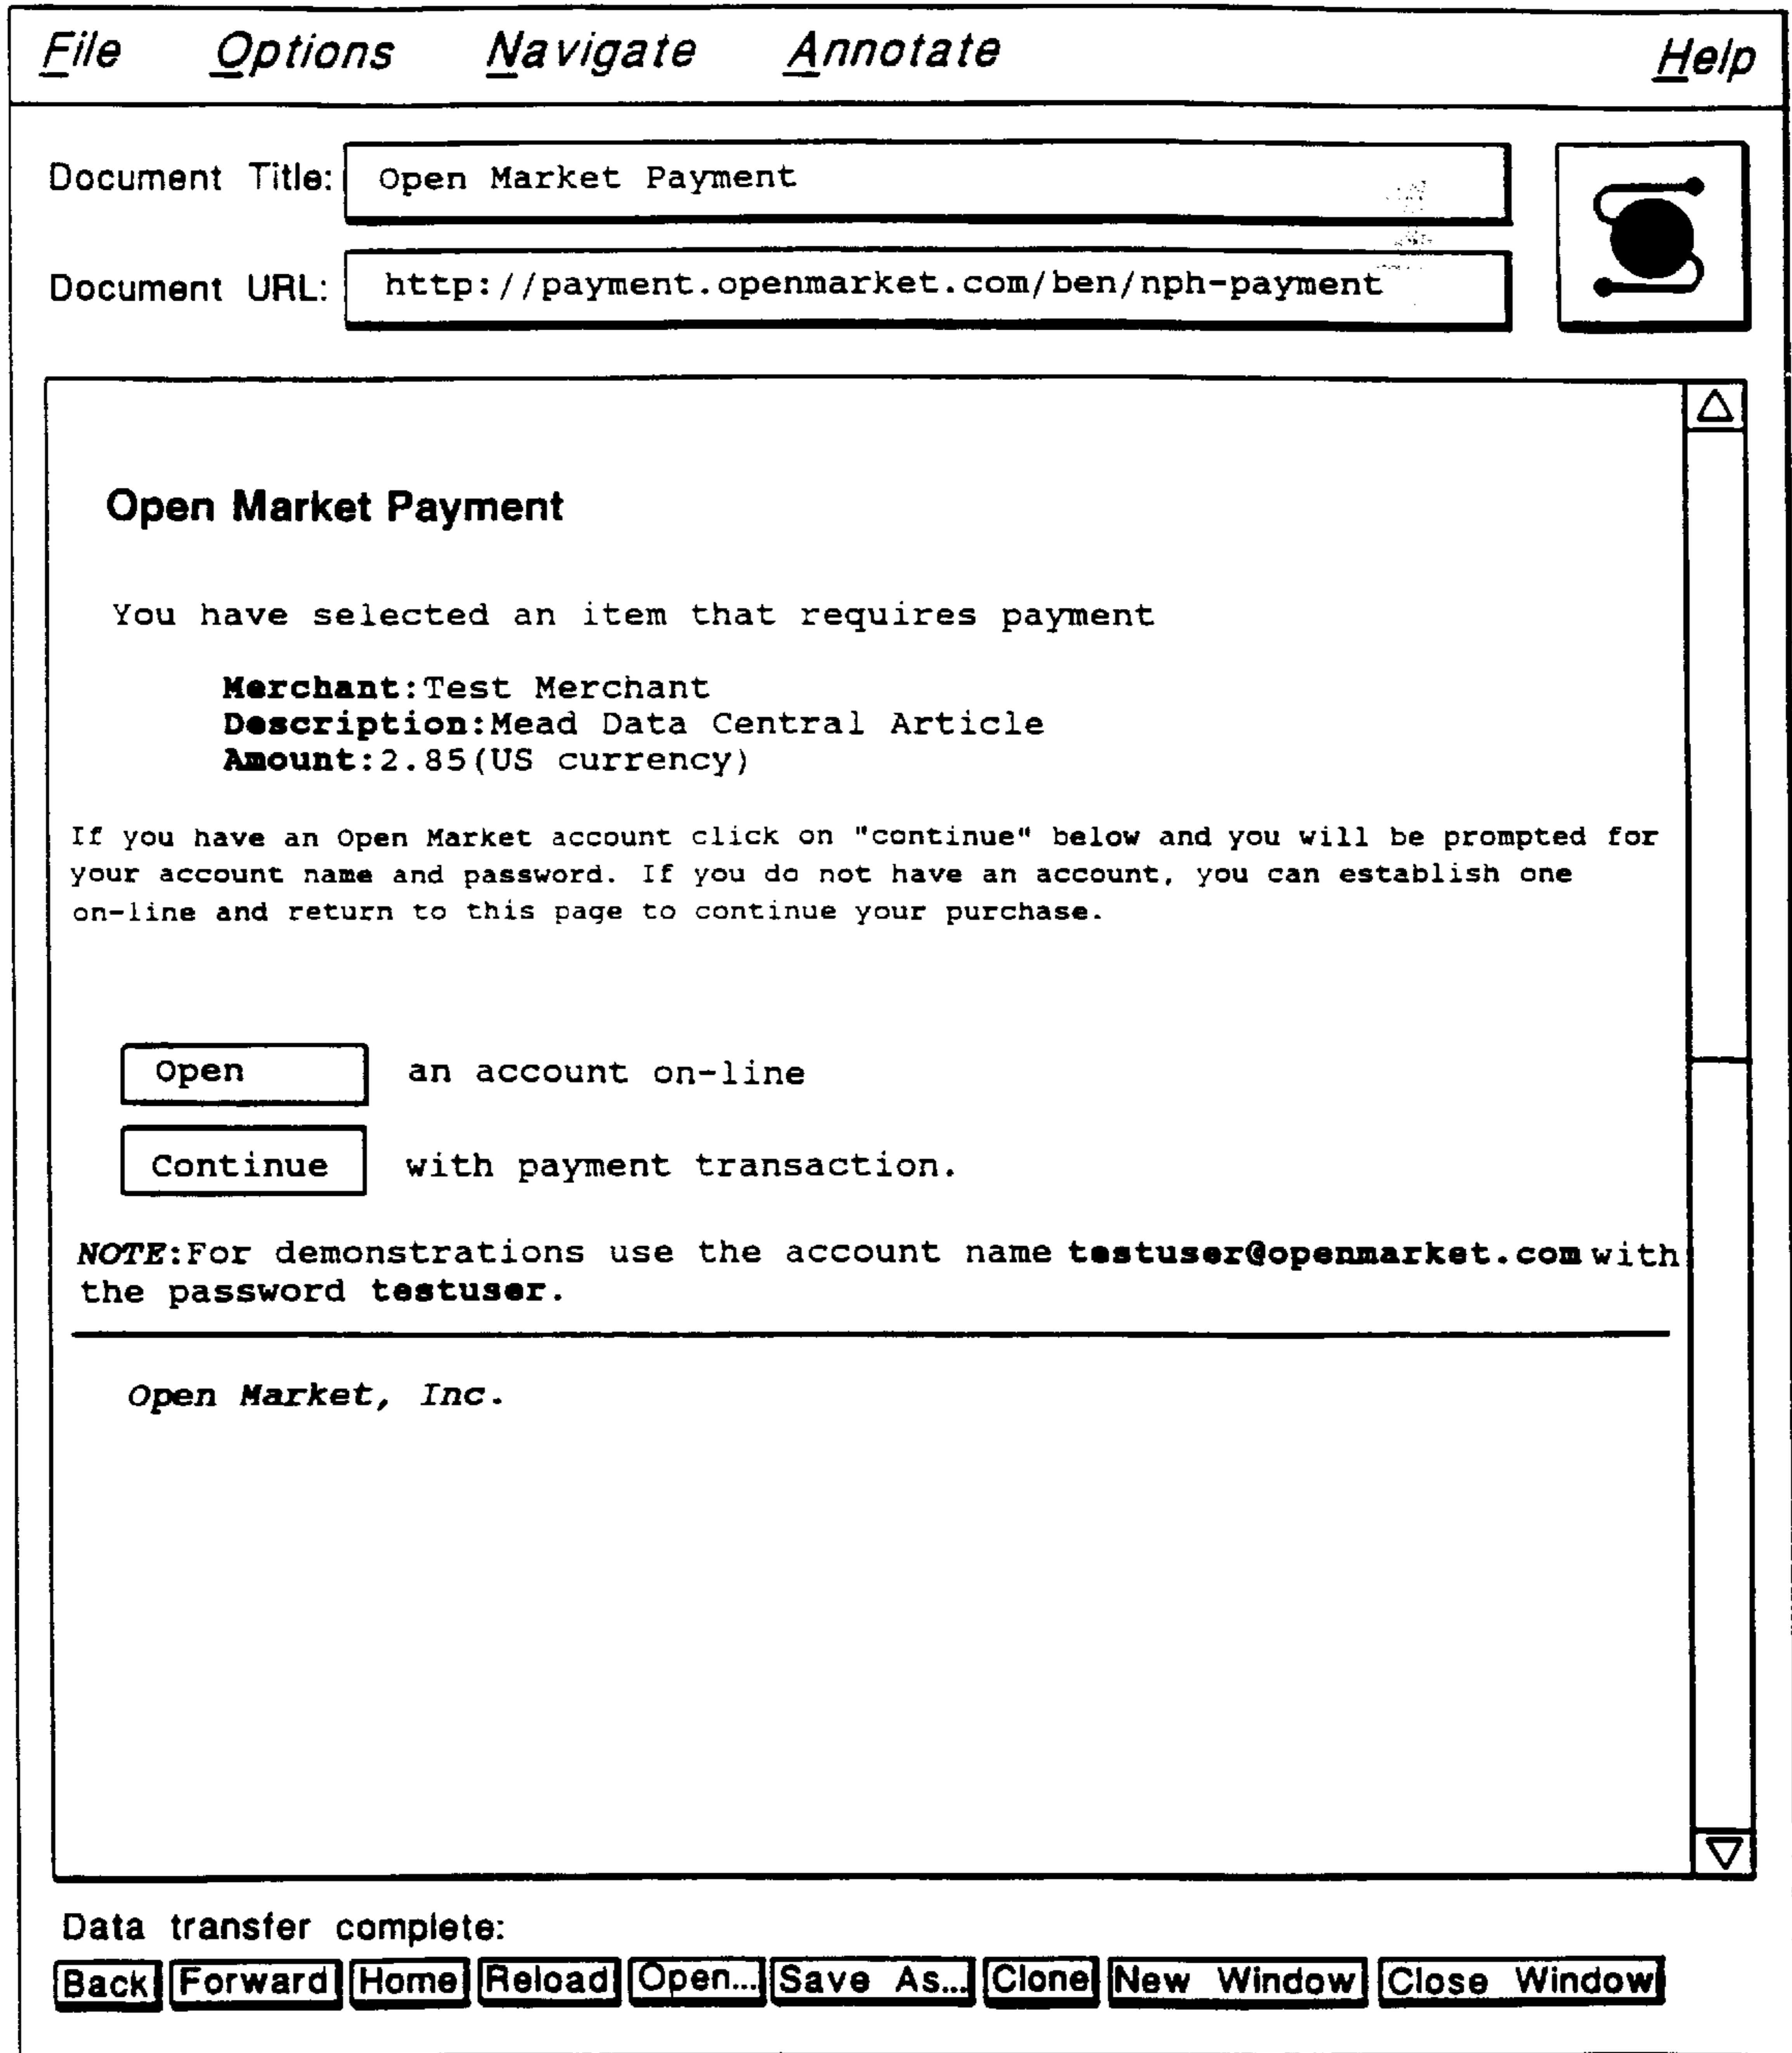 File Options Navigate Annotate Help
Document Title: Open Market Payment
Document URL: http://payment.openmarket.com/ben/nph-payment
Open Market Payment
You have selected an item that requires payment
Merchant:Test Merchant
Description:Mead Data Central Article
Amount:2.85(US currency)
If you have an Open Market account click on "continue" below and you will be prompted for
your account name and password. If you do not have an account, you can establish one
on-line and return to this page to continue your purchase.
Open an account on-line
Continue with payment transaction.
NOTE:For demonstrations use the account name testuser@openmarket.com with
the password testuser.
Open Market, Inc.
Data transfer complete:
Back Forward Home Reload Open... Save As... Clone New Window Close Window